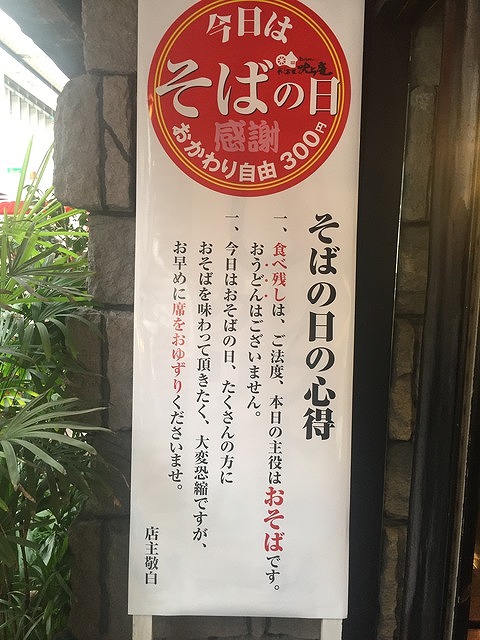 今日は
そばの日
感謝
おかわり自由 300円
そばの日の心得
一、食べ残しは、ご法度、本日の主役はおそばです。
おうどんはございません。
一、今日はおそばの日、たくさんの方に
おそばを味わって頂きたく、大変恐縮ですが、
お早めに席をおゆずりくださいませ。
店主敬白